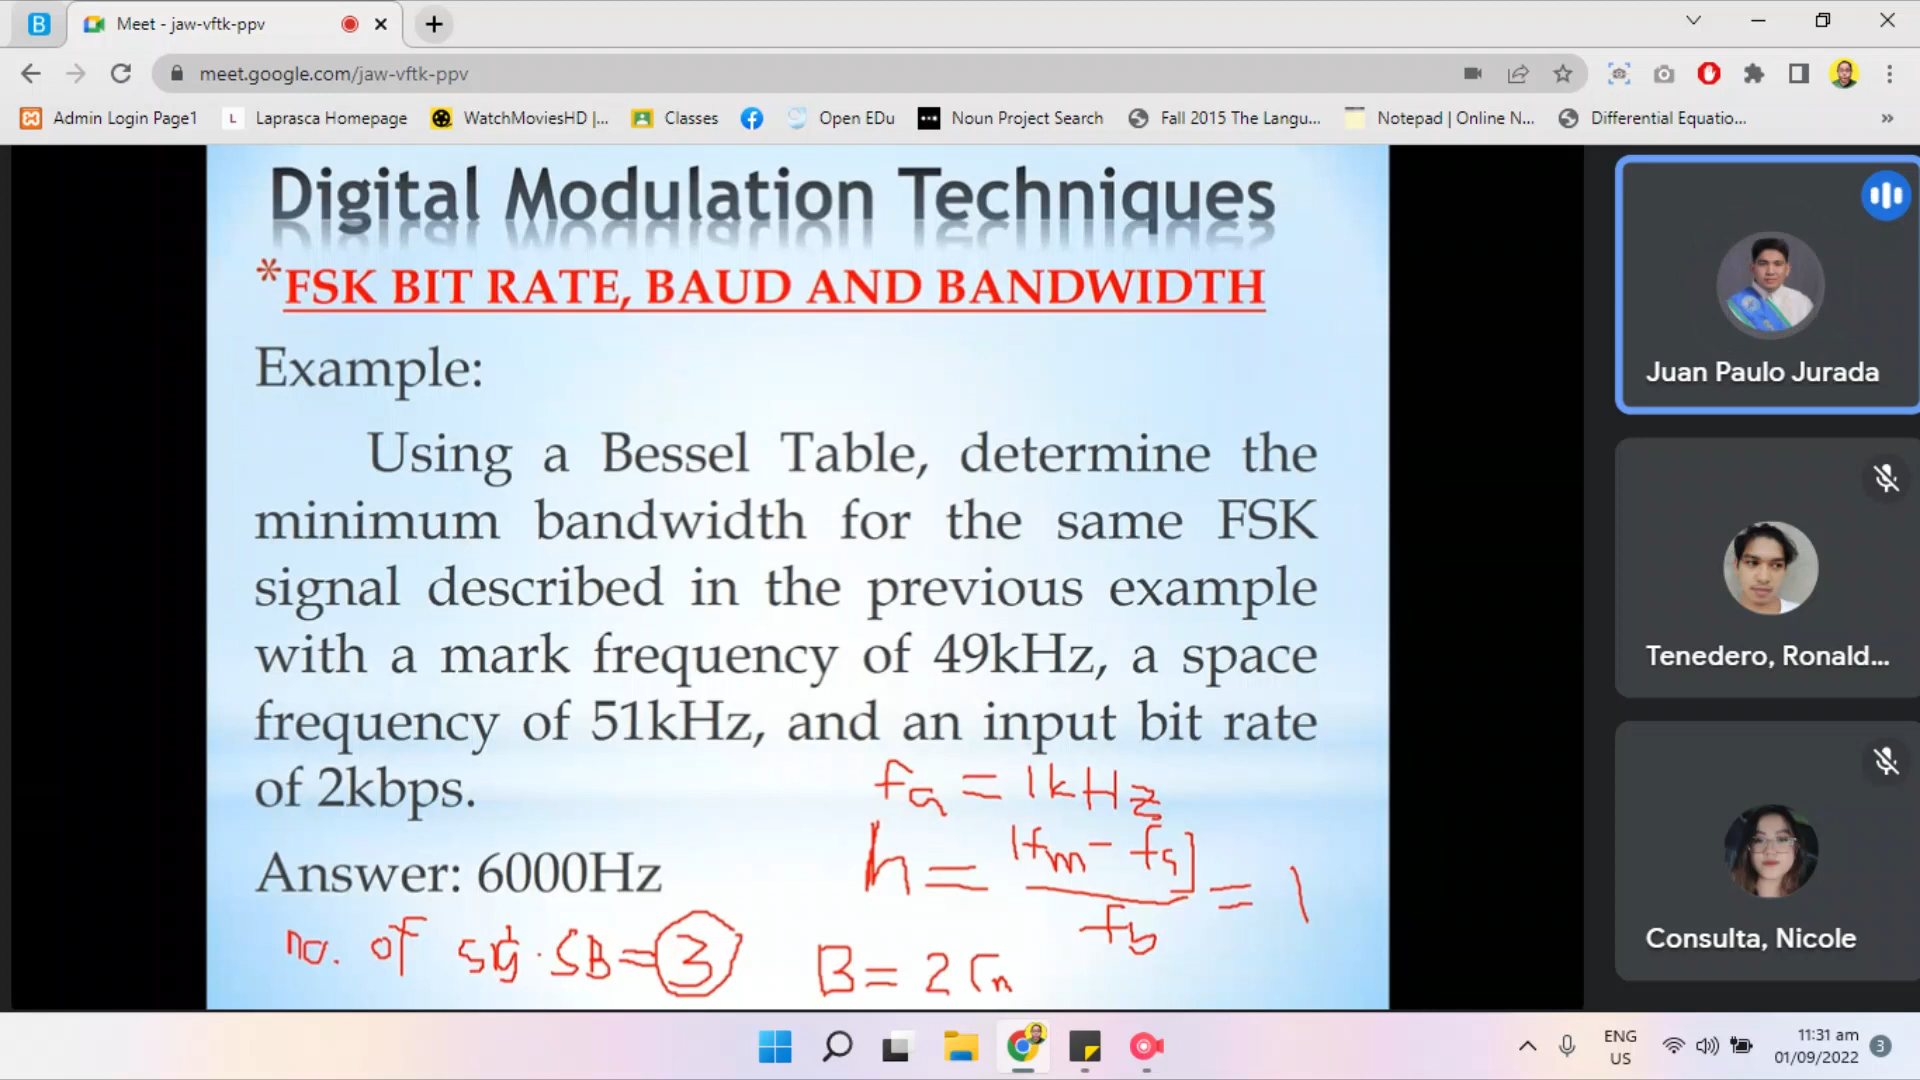 Meet - jaw-vftk-ppv
meet.google.com/jaw-vftk-ppv
Admin Login Page1
Laprasca Homepage
WatchMoviesHD |...
Classes
Open EDu
Noun Project Search
Fall 2015 The Langu...
Notepad | Online N...
Differential Equatio...
»
Digital Modulation Techniques
*FSK BIT RATE, BAUD AND BANDWIDTH
Example:
Using a Bessel Table, determine the
minimum bandwidth for the same FSK
signal described in the previous example
with a mark frequency of 49kHz, a space
frequency of 51kHz, and an input bit rate
of 2kbps.
fa = 1kHz
h = |fm - fs| / fb = 1
Answer: 6000Hz
no. of sig. SB = 3
B = 2(n
Juan Paulo Jurada
Tenedero, Ronald...
Consulta, Nicole
ENG
US
11:31 am
01/09/2022
3